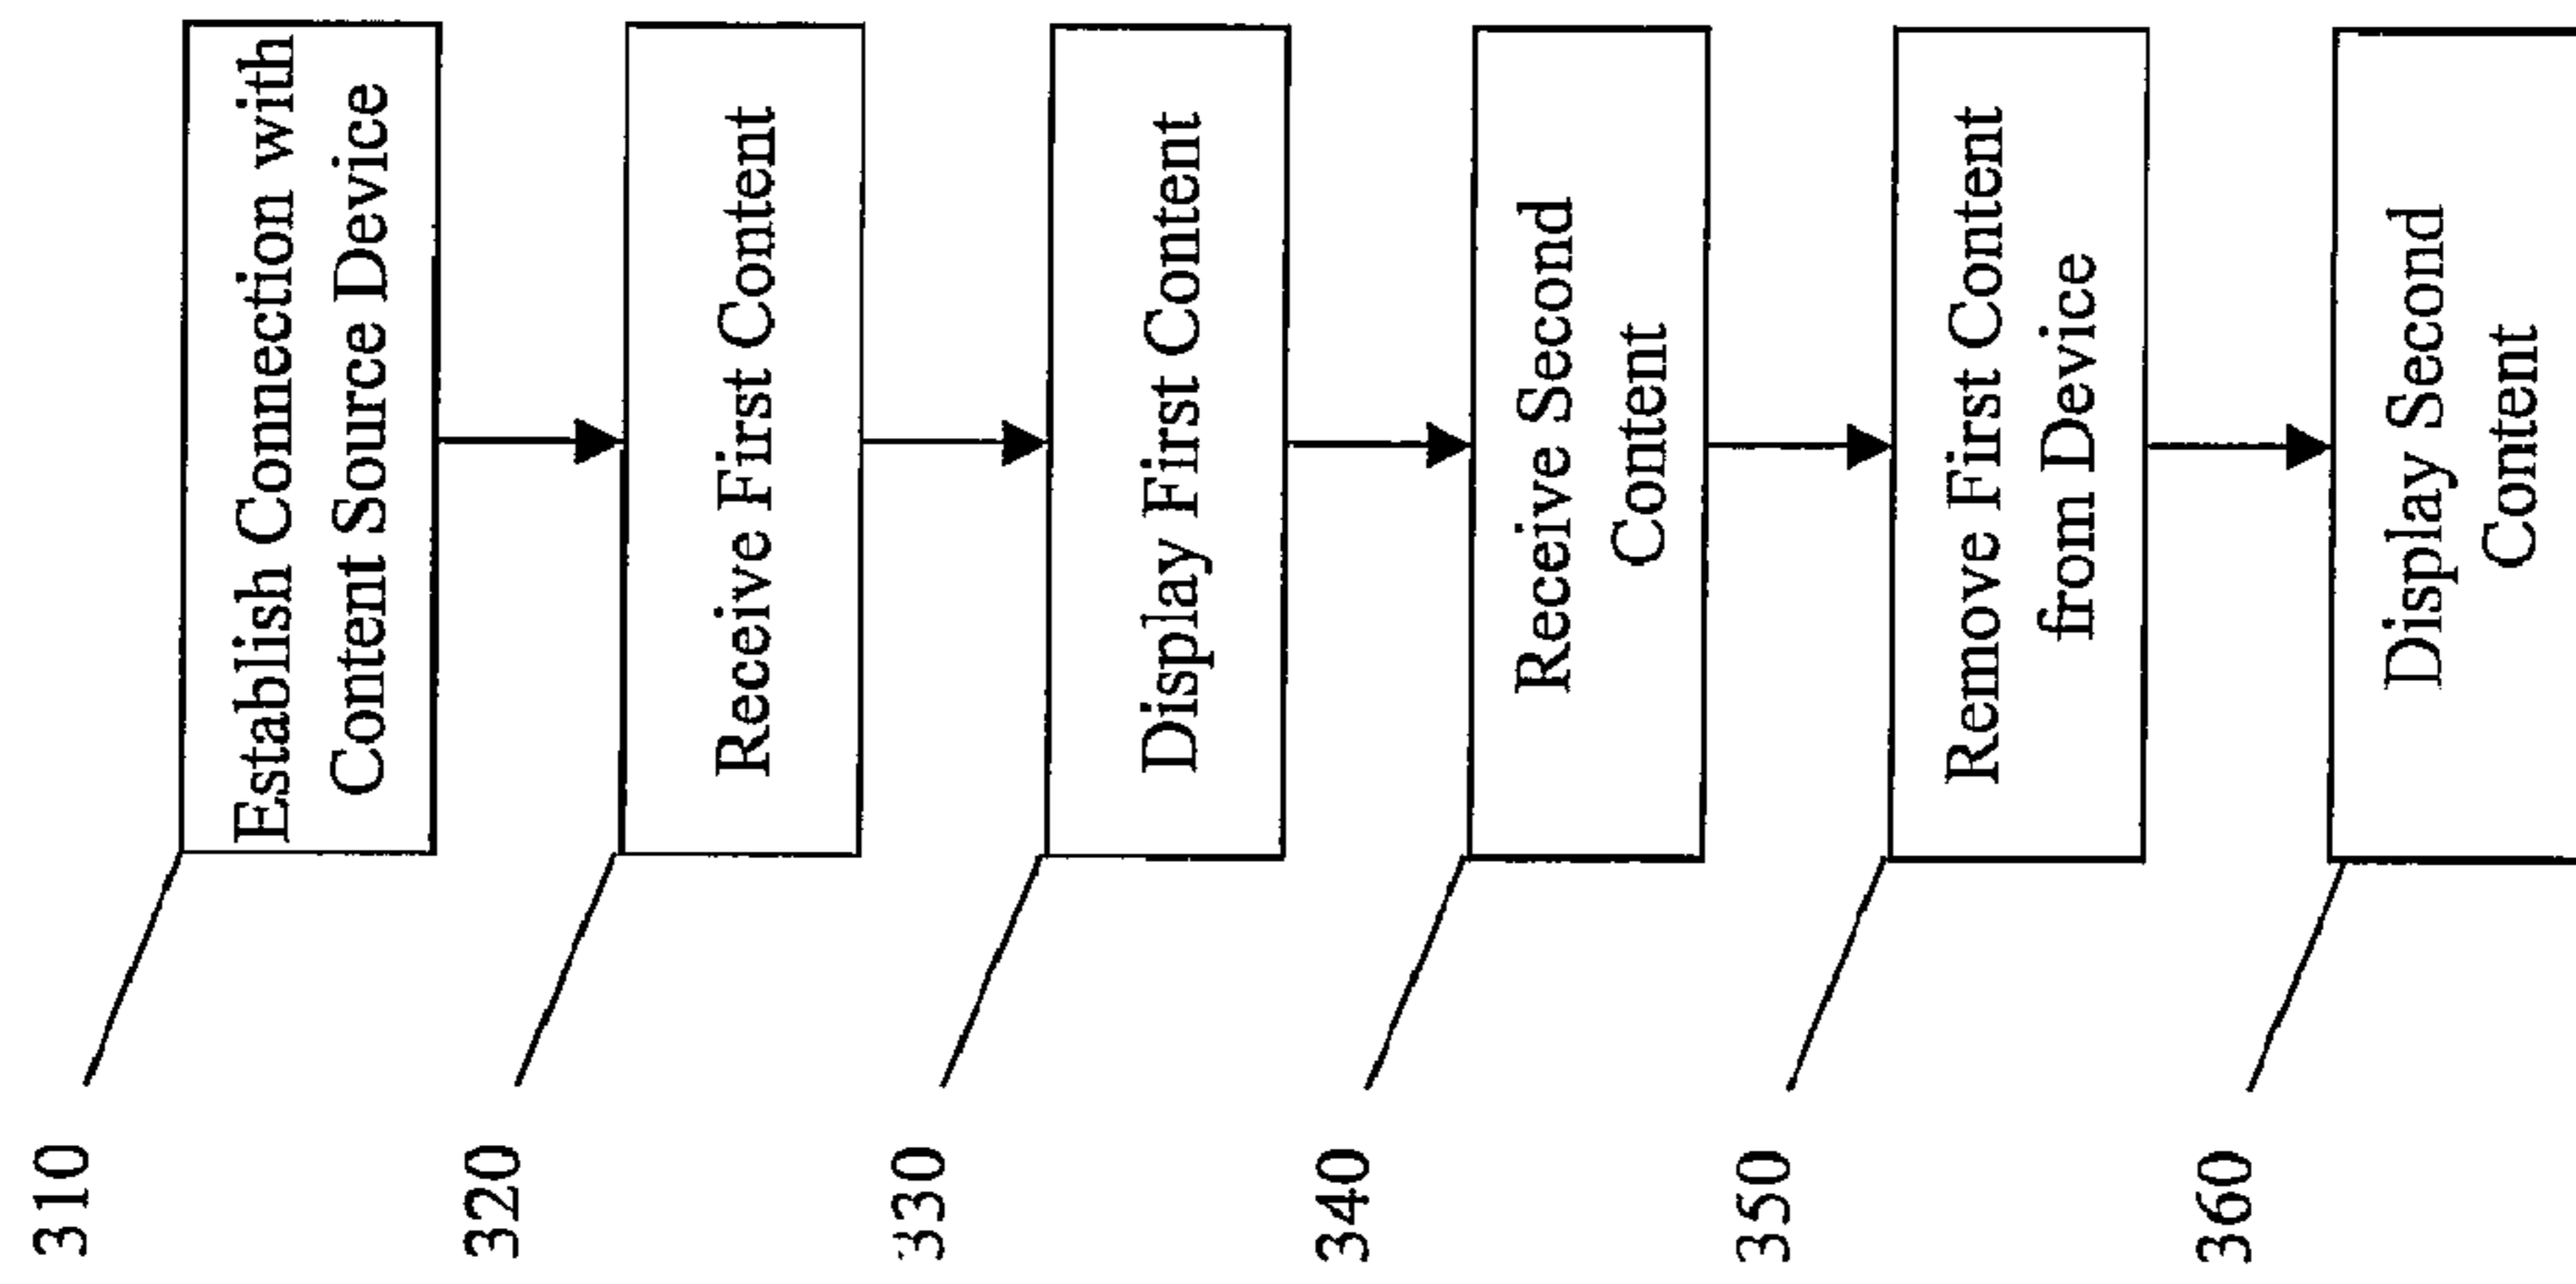 310
Establish Connection with
Content Source Device
320
Receive First Content
330
Display First Content
340
Receive Second
Content
350
Remove First Content
from Device
360
Display Second
Content